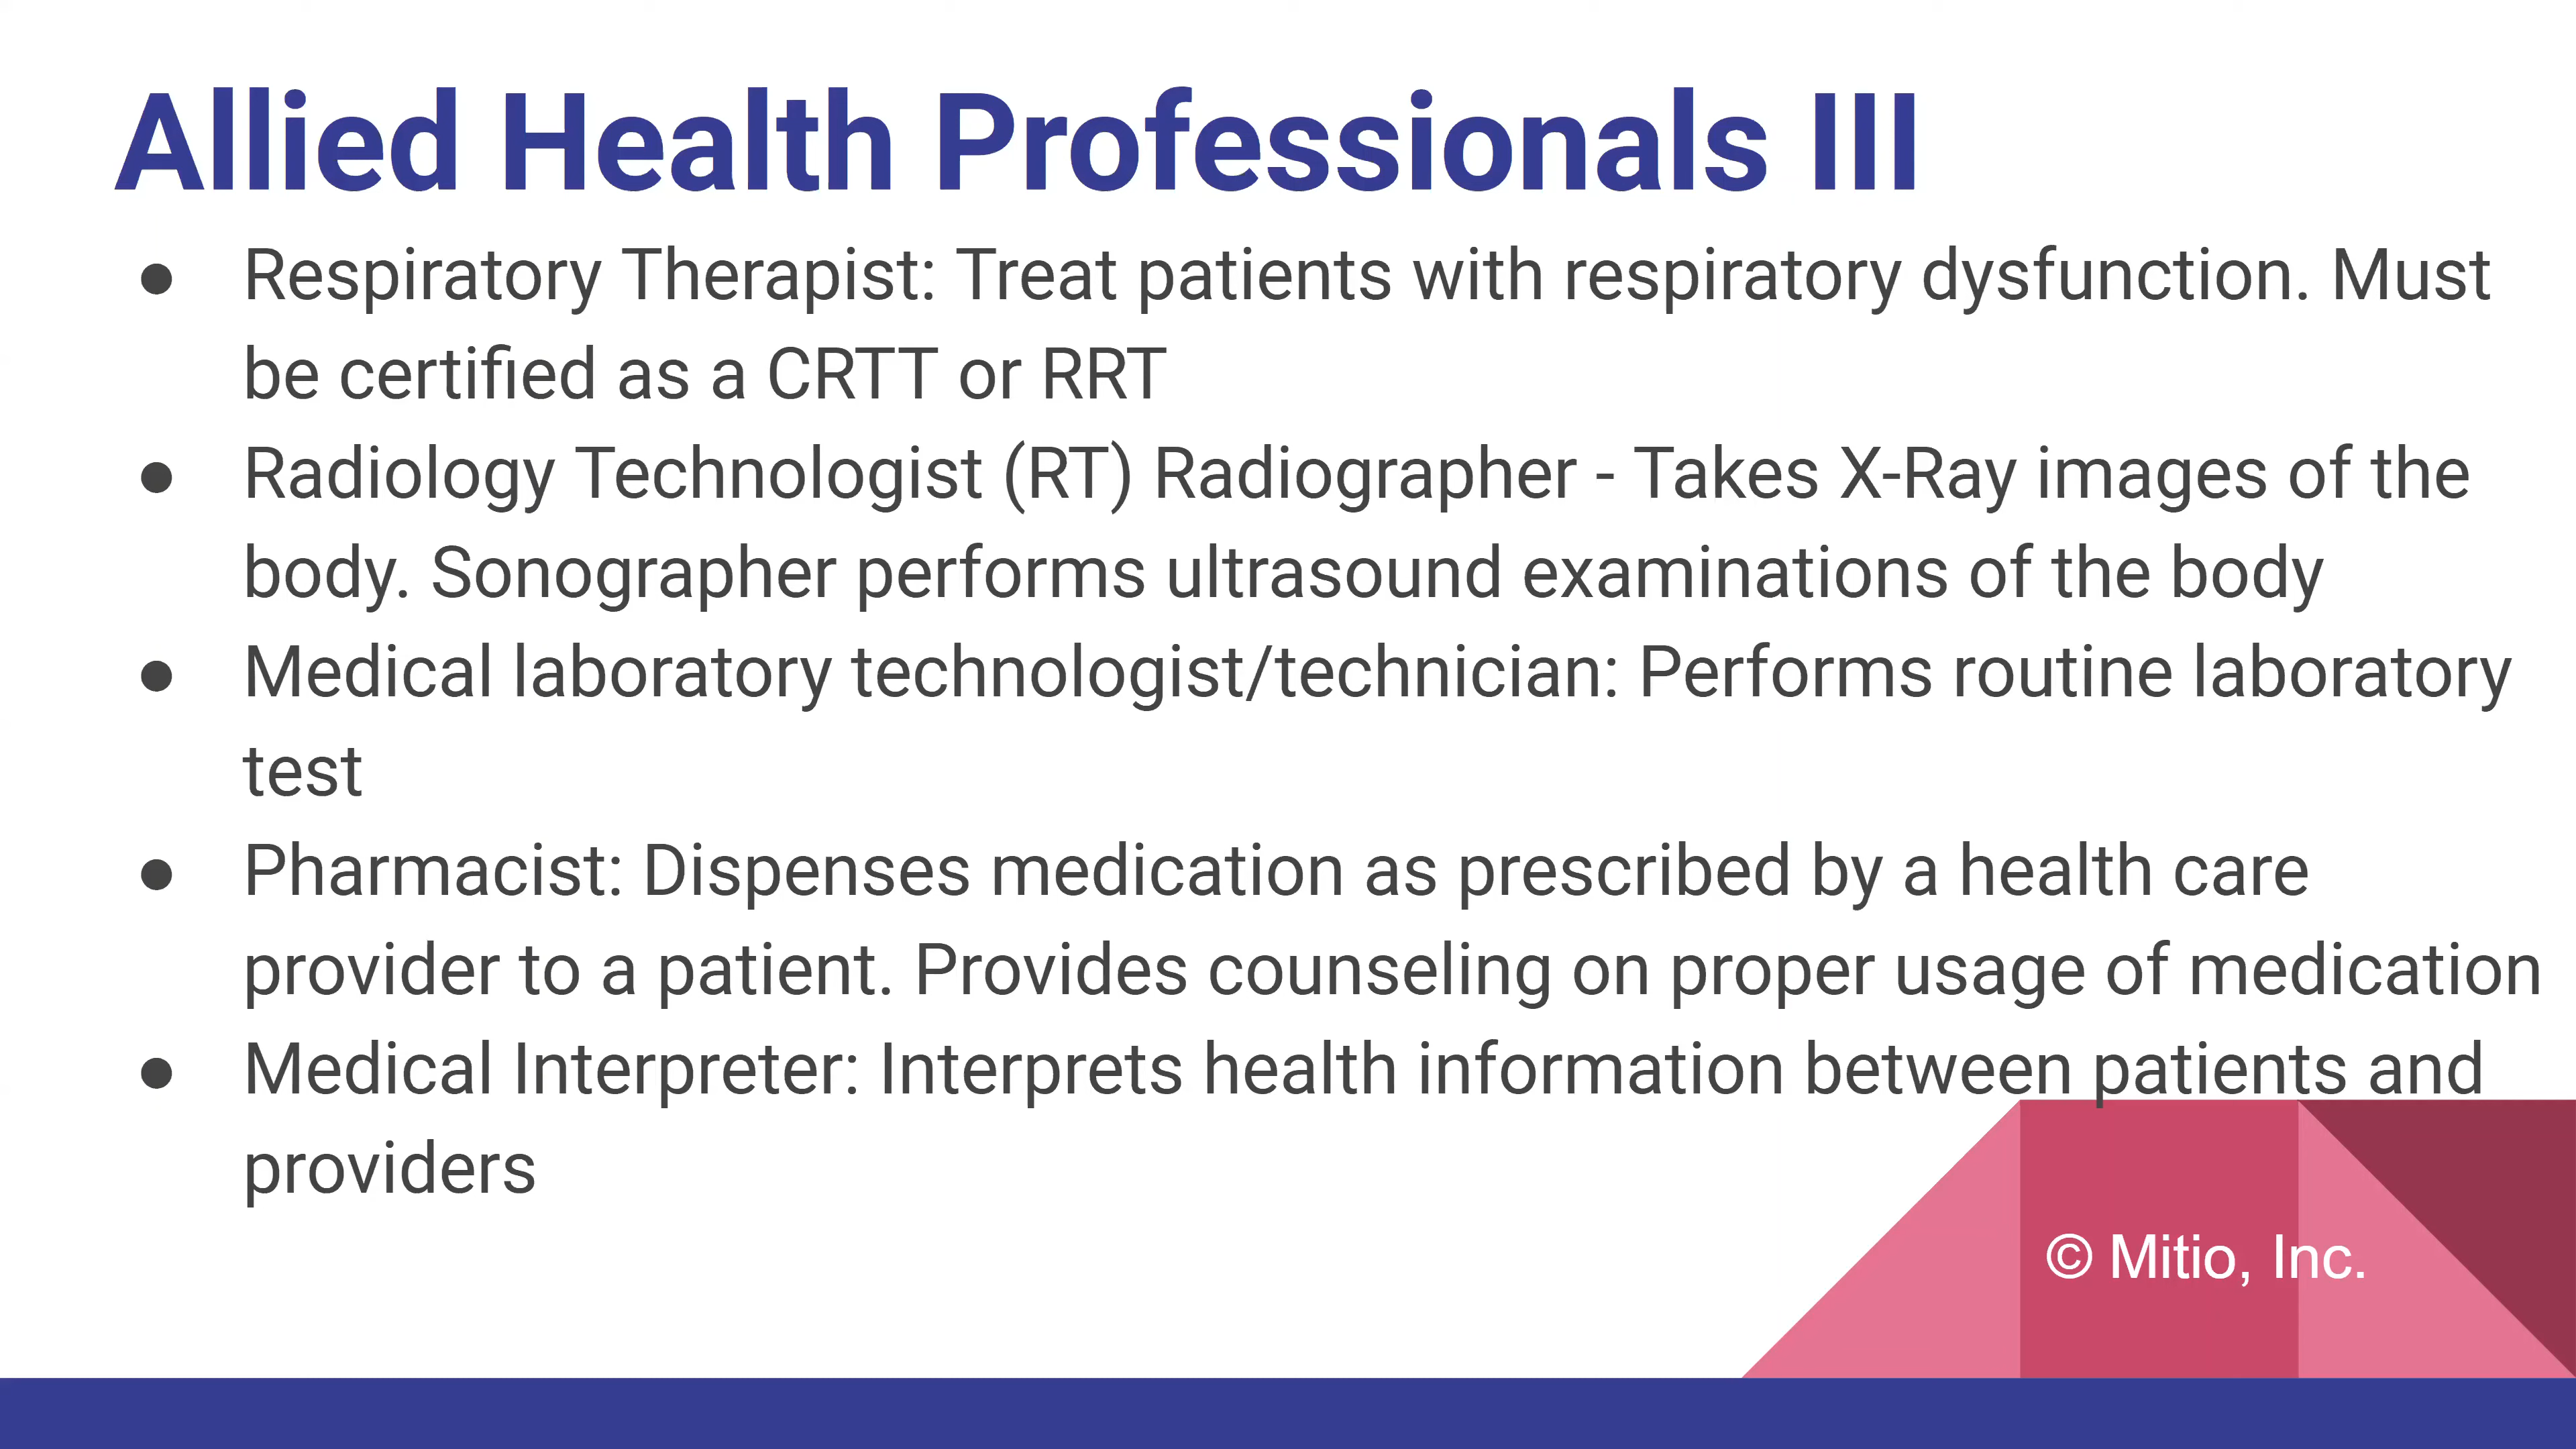 Allied Health Professionals III
● Respiratory Therapist: Treat patients with respiratory dysfunction. Must
be certified as a CRTT or RRT
● Radiology Technologist (RT) Radiographer - Takes X-Ray images of the
body. Sonographer performs ultrasound examinations of the body
● Medical laboratory technologist/technician: Performs routine laboratory
test
● Pharmacist: Dispenses medication as prescribed by a health care
provider to a patient. Provides counseling on proper usage of medication
● Medical Interpreter: Interprets health information between patients and
providers
© Mitio, Inc.